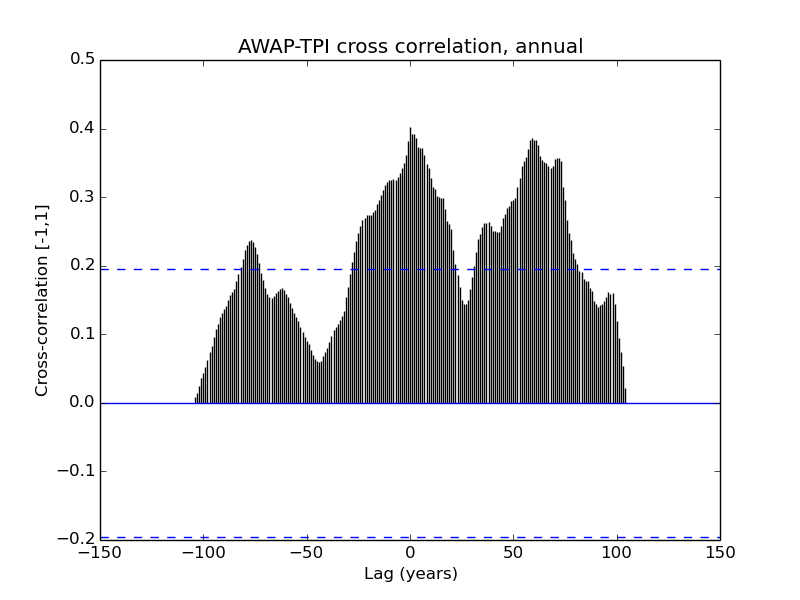 AWAP-TPI cross correlation, annual
0.5
0.4
0.3
0.2
0.1
0.0
−0.1
−0.2
Cross-correlation [-1,1]
−150 −100 −50 0 50 100 150
Lag (years)